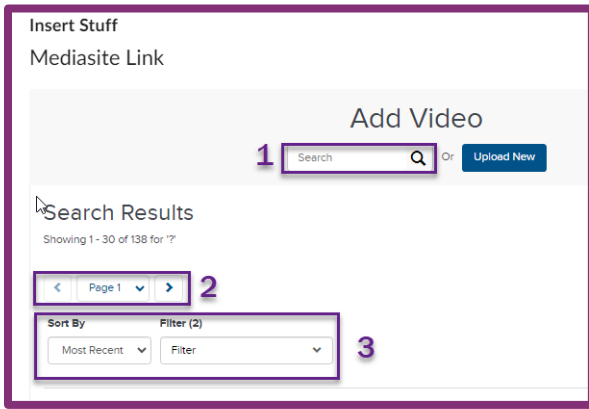 Insert Stuff
Mediasite Link
Add Video
1 Search Or Upload New
Search Results
Showing 1 - 30 of 138 for '?'
< Page 1 > 2
Sort By Filter (2)
Most Recent Filter 3